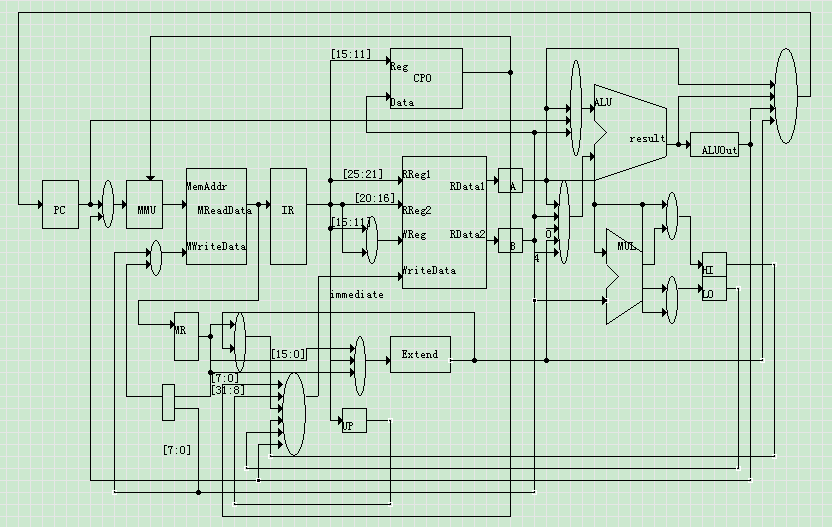 [15:11]
Reg
CPO
Data
ALU
result
ALUOut
[25:21]
RReg1
RData1
A
MemAddr
[20:16]
PC
MMU
MReadData
IR
RReg2
[15:11]
WReg
RData2
B
0
MWriteData
MUL
4
WriteData
HI
immediate
LO
MR
[15:0]
Extend
[7:0]
[31:8]
UP
[7:0]